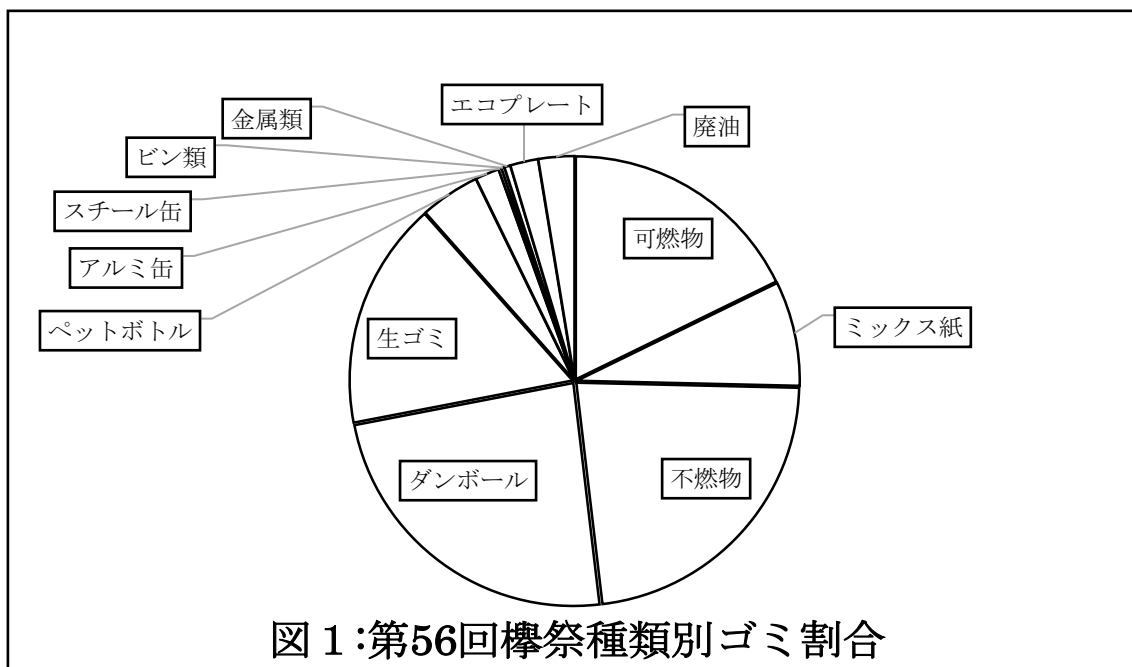 エコプレート
金属類
廃油
ビン類
スチール缶
可燃物
アルミ缶
ペットボトル
生ゴミ
ミックス紙
ダンボール
不燃物
図1:第56回欅祭種類別ゴミ割合